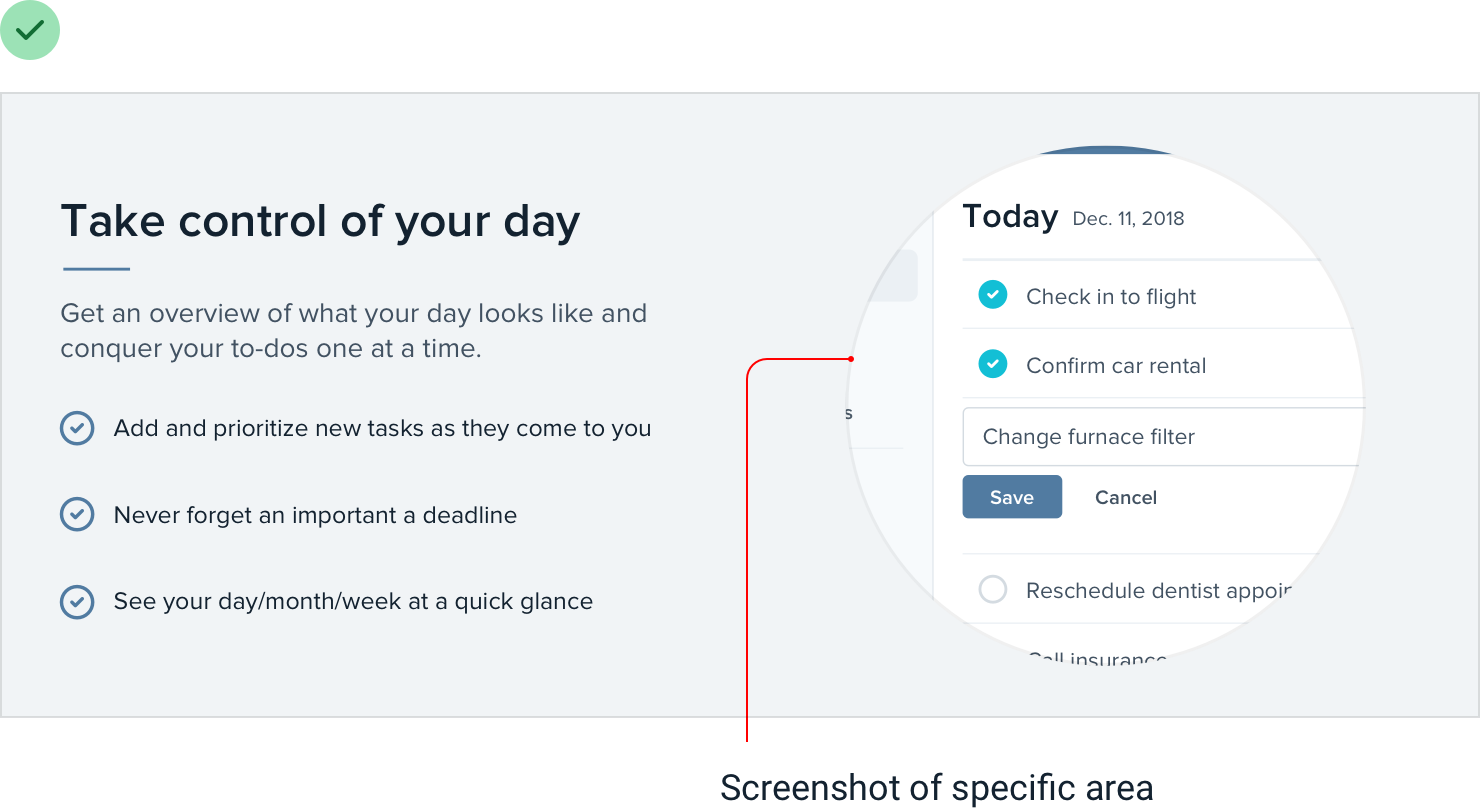 Take control of your day
Get an overview of what your day looks like and
conquer your to-dos one at a time.
Add and prioritize new tasks as they come to you
Never forget an important a deadline
See your day/month/week at a quick glance
Today Dec. 11, 2018
Check in to flight
Confirm car rental
s
Change furnace filter
Save Cancel
Reschedule dentist appoin
Call insurance
Screenshot of specific area